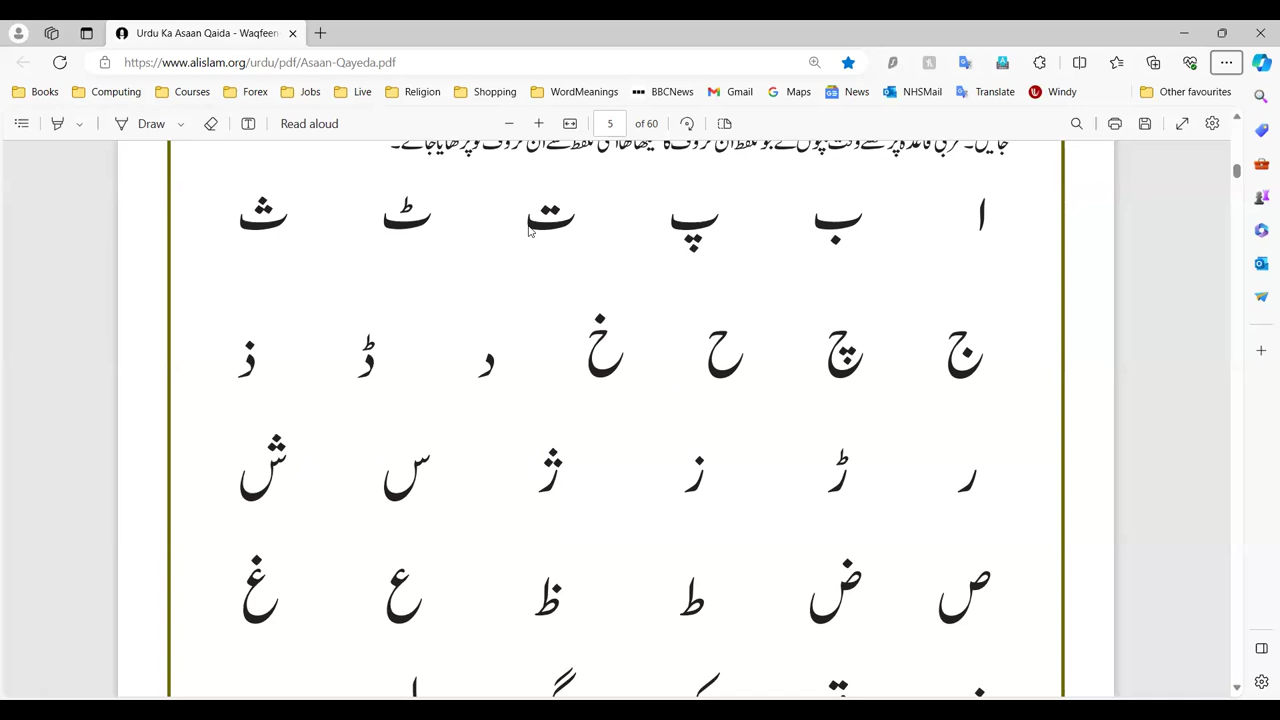 Urdu Ka Asaan Qaida - Waqfeen
https://www.alislam.org/urdu/pdf/Asaan-Qayeda.pdf
Books Computing Courses Forex Jobs Live Religion Shopping WordMeanings BBCNews Gmail Maps News NHSMail Translate Windy Other favourites
Draw Read aloud 5 of 60
ا ب پ ت ٹ ث
ج چ ح خ د ڈ ذ
ر ڑ ز ژ س ش
ص ض ط ظ ع غ